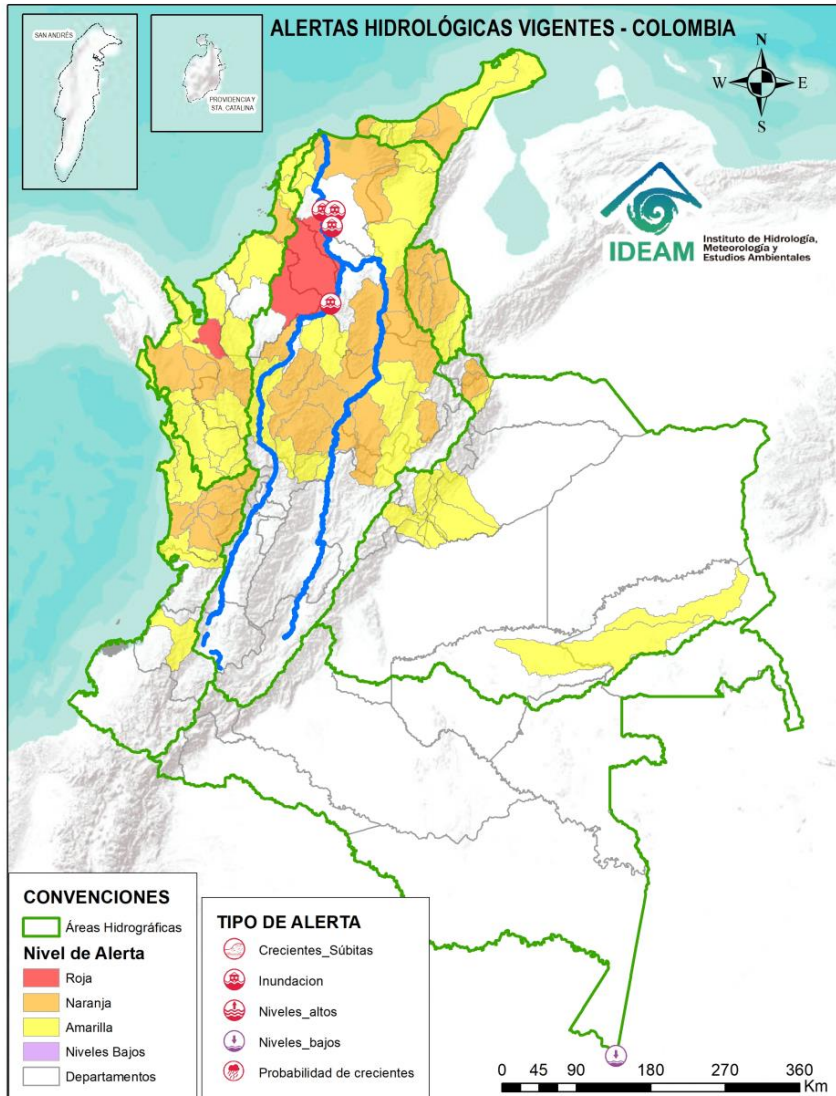 ALERTAS HIDROLÓGICAS VIGENTES - COLOMBIA
SAN ANDRÉS
PROVIDENCIA Y
STA. CATALINA
N
W
E
S
IDEAM
Instituto de Hidrología,
Meteorología y
Estudios Ambientales
CONVENCIONES
Áreas Hidrográficas
Nivel de Alerta
Roja
Naranja
Amarilla
Niveles Bajos
Departamentos
TIPO DE ALERTA
Crecientes_Súbitas
Inundacion
Niveles_altos
Niveles_bajos
Probabilidad de crecientes
0 45 90 180 270 360
Km